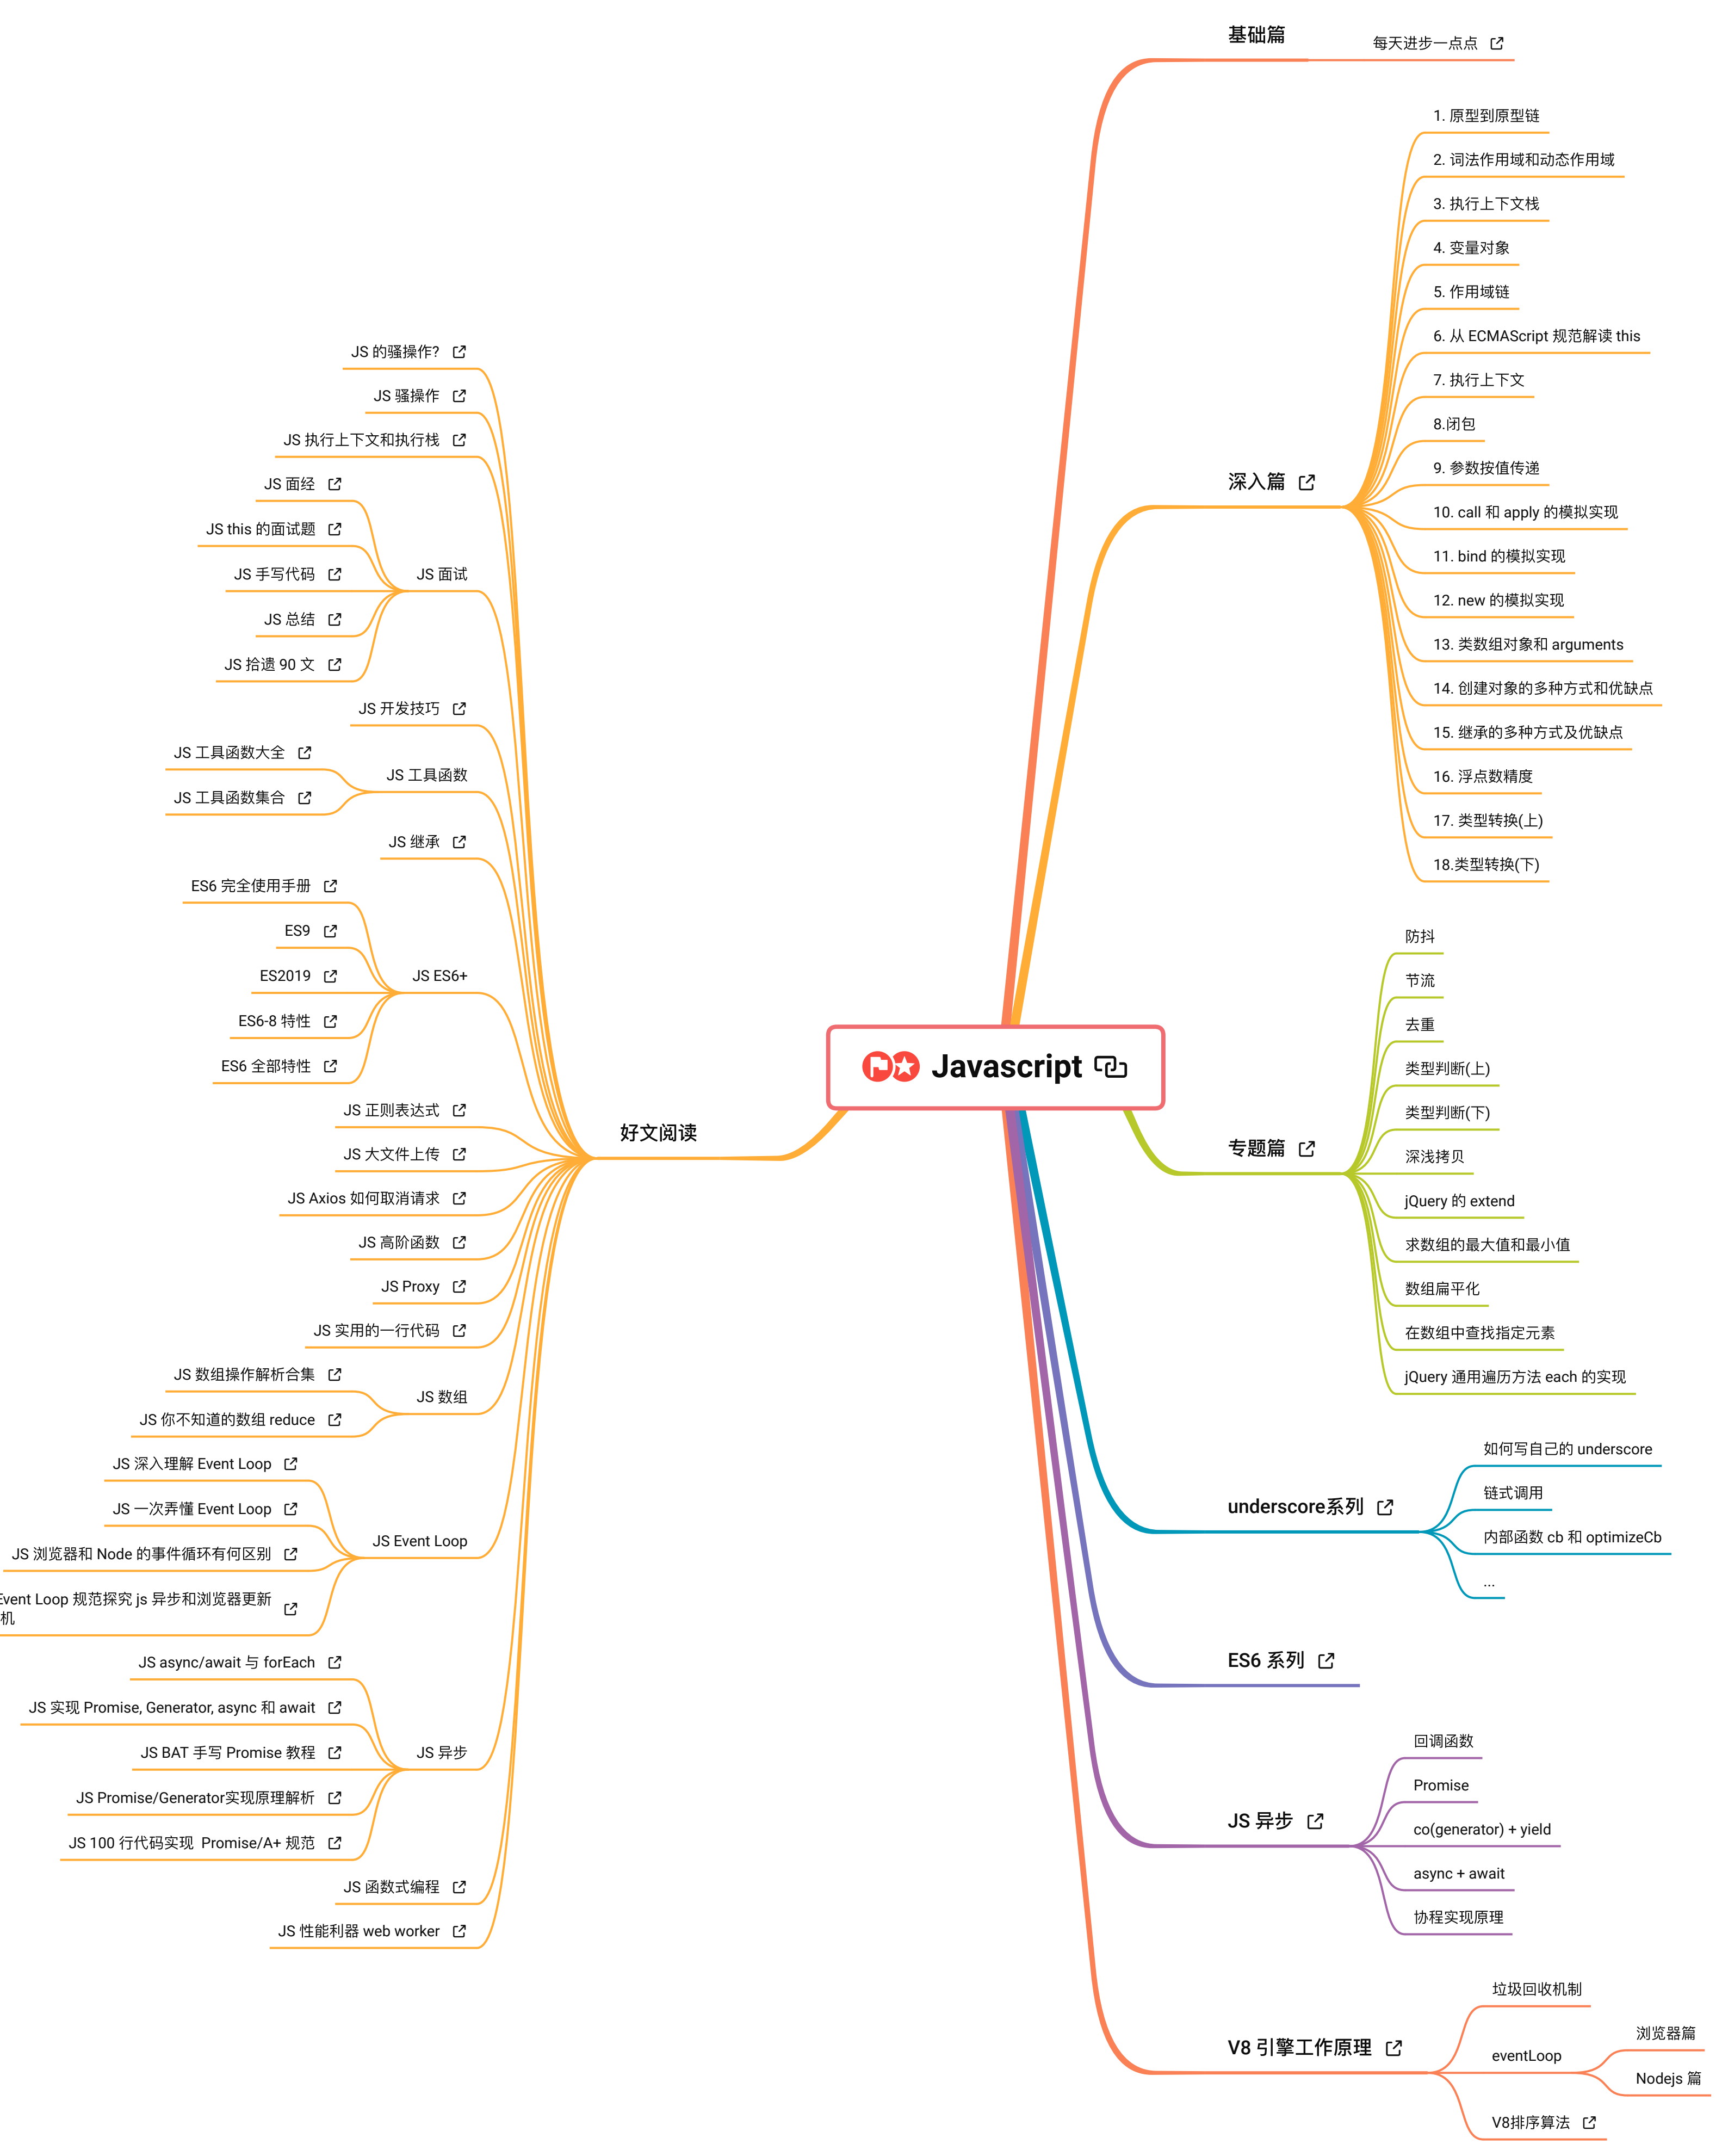 Javascript
基础篇
每天进步一点点
深入篇
1. 原型到原型链
2. 词法作用域和动态作用域
3. 执行上下文栈
4. 变量对象
5. 作用域链
6. 从 ECMAScript 规范解读 this
7. 执行上下文
8.闭包
9. 参数按值传递
10. call 和 apply 的模拟实现
11. bind 的模拟实现
12. new 的模拟实现
13. 类数组对象和 arguments
14. 创建对象的多种方式和优缺点
15. 继承的多种方式及优缺点
16. 浮点数精度
17. 类型转换(上)
18.类型转换(下)
专题篇
防抖
节流
去重
类型判断(上)
类型判断(下)
深浅拷贝
jQuery 的 extend
求数组的最大值和最小值
数组扁平化
在数组中查找指定元素
jQuery 通用遍历方法 each 的实现
underscore系列
如何写自己的 underscore
链式调用
内部函数 cb 和 optimizeCb
...
ES6 系列
JS 异步
回调函数
Promise
co(generator) + yield
async + await
协程实现原理
V8 引擎工作原理
垃圾回收机制
eventLoop
浏览器篇
Nodejs 篇
V8排序算法
好文阅读
JS 的骚操作?
JS 骚操作
JS 执行上下文和执行栈
JS 面试
JS 面经
JS this 的面试题
JS 手写代码
JS 总结
JS 拾遗 90 文
JS 开发技巧
JS 工具函数
JS 工具函数大全
JS 工具函数集合
JS 继承
JS ES6+
ES6 完全使用手册
ES9
ES2019
ES6-8 特性
ES6 全部特性
JS 正则表达式
JS 大文件上传
JS Axios 如何取消请求
JS 高阶函数
JS Proxy
JS 实用的一行代码
JS 数组
JS 数组操作解析合集
JS 你不知道的数组 reduce
JS Event Loop
JS 深入理解 Event Loop
JS 一次弄懂 Event Loop
JS 浏览器和 Node 的事件循环有何区别
Event Loop 规范探究 js 异步和浏览器更新
机
JS 异步
JS async/await 与 forEach
JS 实现 Promise, Generator, async 和 await
JS BAT 手写 Promise 教程
JS Promise/Generator实现原理解析
JS 100 行代码实现 Promise/A+ 规范
JS 函数式编程
JS 性能利器 web worker